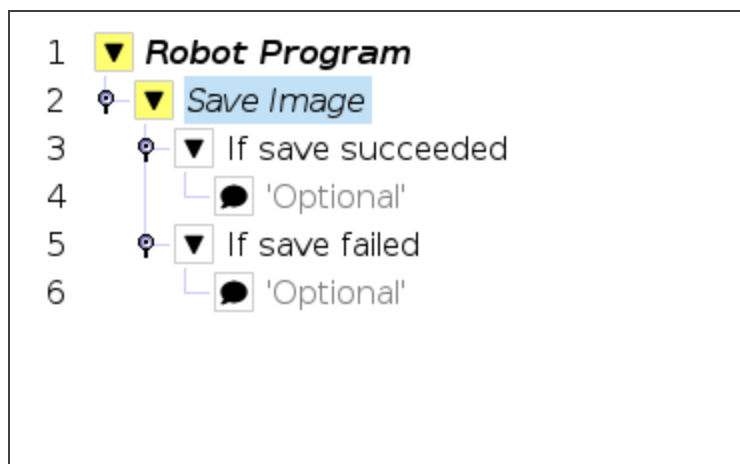 1 Robot Program
2 Save Image
3 If save succeeded
4 'Optional'
5 If save failed
6 'Optional'